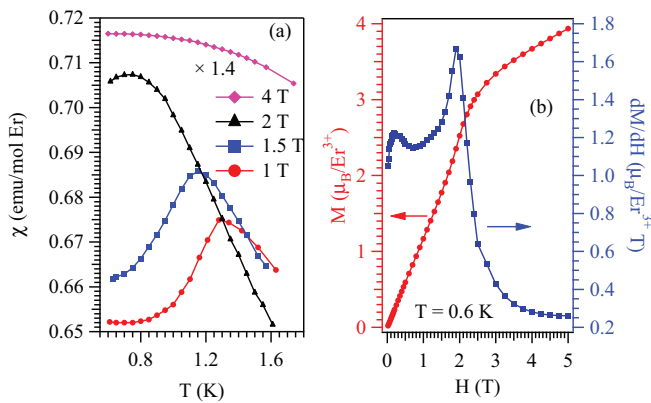 (a)
× 1.4
4 T
2 T
1.5 T
1 T
0.72
0.71
0.70
0.69
0.68
0.67
0.66
0.65
χ (emu/mol Er)
0.8
1.2
1.6
T (K)
(b)
T = 0.6 K
4
3
2
1
0
M (μB/Er3+)
1.8
1.6
1.4
1.2
1.0
0.8
0.6
0.4
0.2
dM/dH (μB/Er3+ T)
0
1
2
3
4
5
H (T)